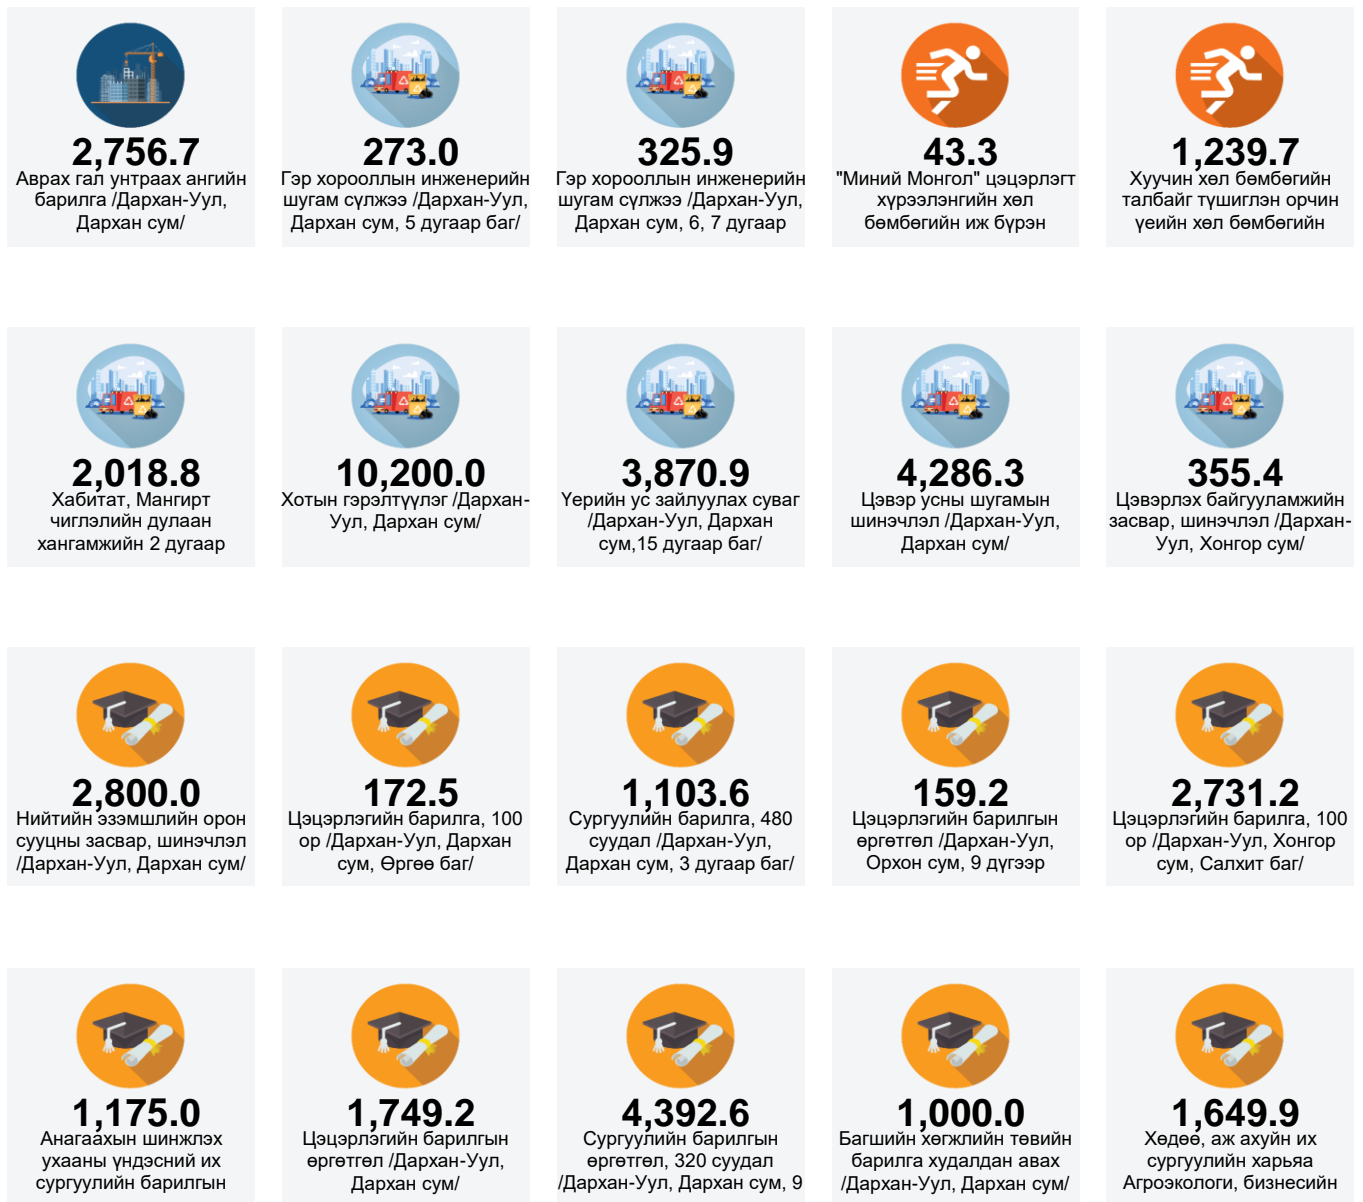 2,756.7
Аврах гал унтраах ангийн
барилга /Дархан-Уул,
Дархан сум/
273.0
Гэр хорооллын инженерийн
шугам сүлжээ /Дархан-Уул,
Дархан сум, 5 дугаар баг/
325.9
Гэр хорооллын инженерийн
шугам сүлжээ /Дархан-Уул,
Дархан сум, 6, 7 дугаар
43.3
"Миний Монгол" цэцэрлэгт
хүрээлэнгийн хөл
бөмбөгийн иж бүрэн
1,239.7
Хуучин хөл бөмбөгийн
талбайг түшиглэн орчин
үеийн хөл бөмбөгийн
2,018.8
Хабитат, Мангирт
чиглэлийн дулаан
хангамжийн 2 дугаар
10,200.0
Хотын гэрэлтүүлэг /Дархан-
Уул, Дархан сум/
3,870.9
Үерийн ус зайлуулах суваг
/Дархан-Уул, Дархан
сум,15 дугаар баг/
4,286.3
Цэвэр усны шугамын
шинэчлэл /Дархан-Уул,
Дархан сум/
355.4
Цэвэрлэх байгууламжийн
засвар, шинэчлэл /Дархан-
Уул, Хонгор сум/
2,800.0
Нийтийн эзэмшлийн орон
сууцны засвар, шинэчлэл
/Дархан-Уул, Дархан сум/
172.5
Цэцэрлэгийн барилга, 100
ор /Дархан-Уул, Дархан
сум, Өргөө баг/
1,103.6
Сургуулийн барилга, 480
суудал /Дархан-Уул,
Дархан сум, 3 дугаар баг/
159.2
Цэцэрлэгийн барилгын
өргөтгөл /Дархан-Уул,
Орхон сум, 9 дүгээр
2,731.2
Цэцэрлэгийн барилга, 100
ор /Дархан-Уул, Хонгор
сум, Салхит баг/
1,175.0
Анагаахын шинжлэх
ухааны үндэсний их
сургуулийн барилгын
1,749.2
Цэцэрлэгийн барилгын
өргөтгөл /Дархан-Уул,
Дархан сум/
4,392.6
Сургуулийн барилгын
өргөтгөл, 320 суудал
/Дархан-Уул, Дархан сум, 9
1,000.0
Багшийн хөгжлийн төвийн
барилга худалдан авах
/Дархан-Уул, Дархан сум/
1,649.9
Хөдөө, аж ахуйн их
сургуулийн харьяа
Агроэкологи, бизнесийн